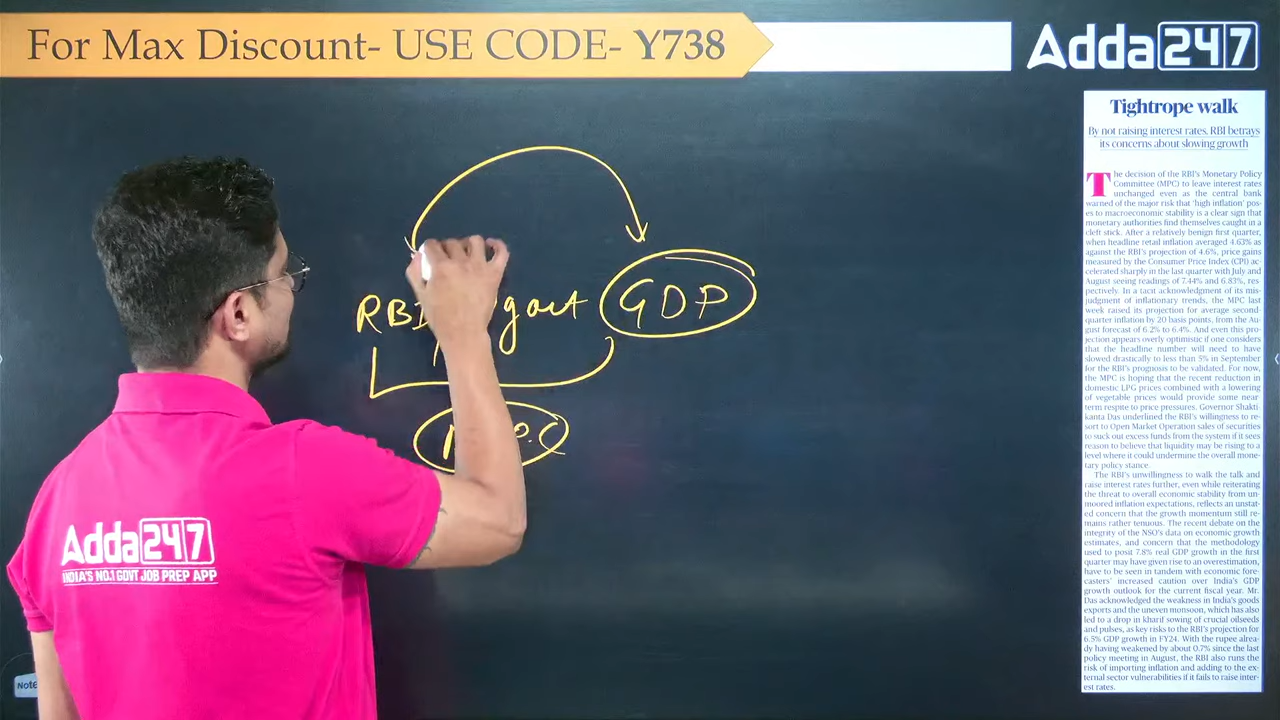 For Max Discount- USE CODE- Y738
Adda247
Tightrope walk
By not raising interest rates, RBI betrays
its concerns about slowing growth
The decision of the RBI's Monetary Policy
Committee (MPC) to leave interest rates
unchanged even as the central bank
warned of the major risk that 'high inflation' pos-
es to macroeconomic stability is a clear sign that
monetary authorities find themselves caught in a
cleft stick. After a relatively benign first quarter,
when headline retail inflation averaged 4.63% as
against the RBI's projection of 4.6%, price gains
measured by the Consumer Price Index (CPI) ac-
celerated sharply in the last quarter with July and
August seeing readings of 7.44% and 6.83%, res-
pectively. In a tacit acknowledgment of its mis-
judgment of inflationary trends, the MPC last
week raised its projection for average second-
quarter inflation by 20 basis points, from the Au-
gust forecast of 6.2% to 6.4%. And even this pro-
jection appears overly optimistic if one considers
that the headline number will need to have
slowed drastically to less than 5% in September
for the RBI's prognosis to be validated. For now,
the MPC is hoping that the recent reduction in
domestic LPG prices combined with a lowering
of vegetable prices would provide some near
term respite to price pressures. Governor Shakti-
kanta Das underlined the RBI's willingness to re-
sort to Open Market Operation sales of securities
to suck out excess funds from the system if it sees
reason to believe that liquidity may be rising to a
level where it could undermine the overall mone-
tary policy stance.
The RBI's unwillingness to walk the talk and
raise interest rates further, even while reiterating
the threat to overall economic stability from un-
moored inflation expectations, reflects an unstat-
ed concern that the growth momentum still re-
mains rather tenuous. The recent debate on the
integrity of the NSO's data on economic growth
estimates, and concern that the methodology
used to posit 7.8% real GDP growth in the first
quarter may have given rise to an overestimation,
have to be seen in tandem with economic fore-
casters' increased caution over India's GDP
growth outlook for the current fiscal year. Mr.
Das acknowledged the weakness in India's goods
exports and the uneven monsoon, which has also
led to a drop in kharif sowing of crucial oilseeds
and pulses, as key risks to the RBI's projection for
6.5% GDP growth in FY24. With the rupee alrea-
dy having weakened by about 0.7% since the last
policy meeting in August, the RBI also runs the
risk of importing inflation and adding to the ex-
ternal sector vulnerabilities if it fails to raise inter-
est rates.
RBI govt GDP
Adda247
INDIA'S NO.1 GOVT JOB PREP APP
Note